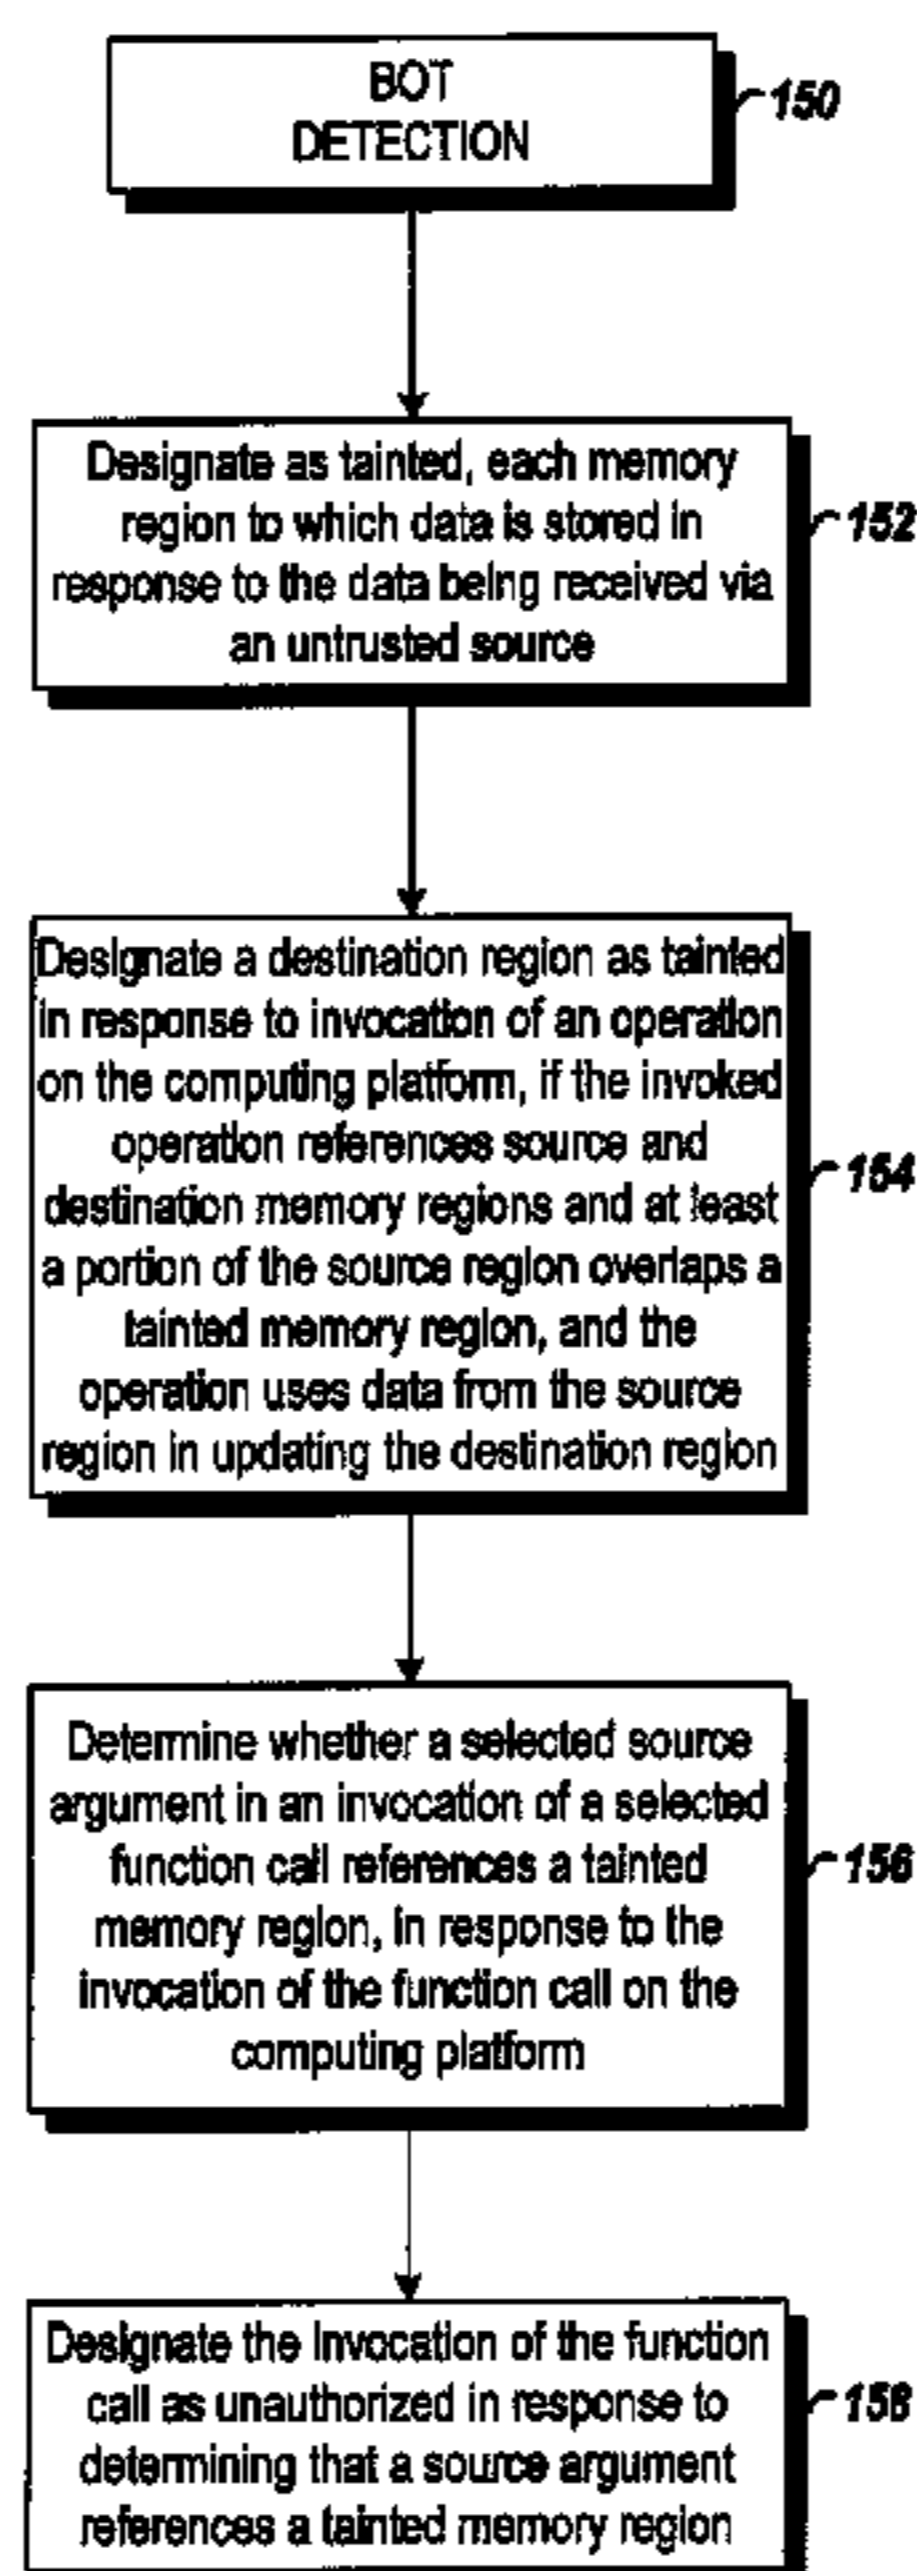 BOT
DETECTION
150
Designate as tainted, each memory
region to which data is stored in
response to the data being received via
an untrusted source
152
Designate a destination region as tainted
in response to invocation of an operation
on the computing platform, if the invoked
operation references source and
destination memory regions and at least
a portion of the source region overlaps a
tainted memory region, and the
operation uses data from the source
region in updating the destination region
154
Determine whether a selected source
argument in an invocation of a selected
function call references a tainted
memory region, in response to the
invocation of the function call on the
computing platform
156
Designate the invocation of the function
call as unauthorized in response to
determining that a source argument
references a tainted memory region
158